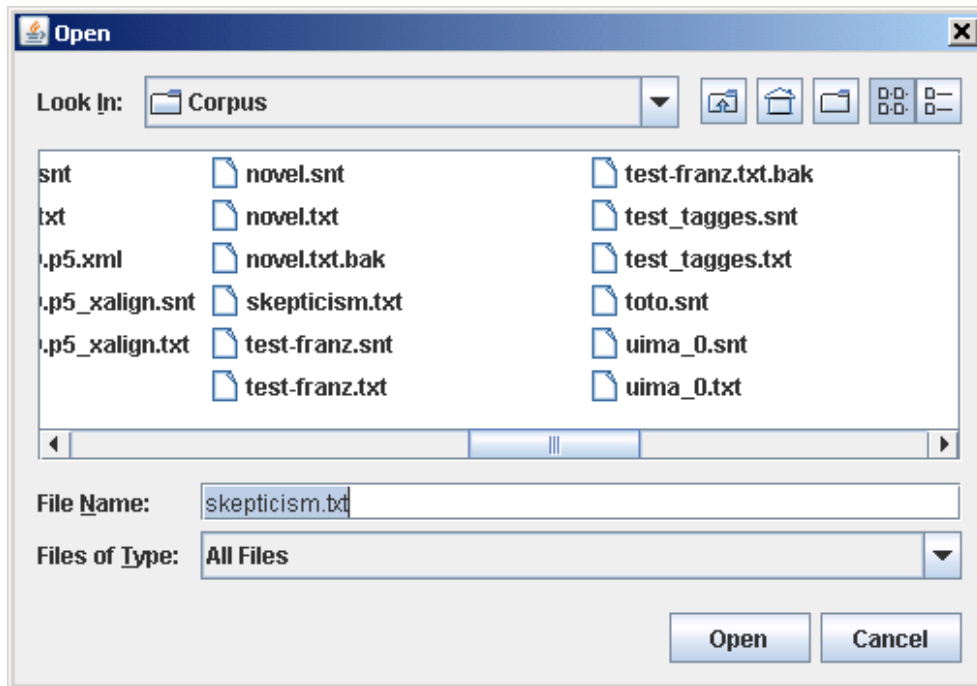 Open
Look In: Corpus
snt novel.snt test-franz.txt.bak
txt novel.txt test_tagges.snt
.p5.xml novel.txt.bak test_tagges.txt
.p5_xalign.snt skepticism.txt toto.snt
.p5_xalign.txt test-franz.snt uima_0.snt
test-franz.txt uima_0.txt
File Name: skepticism.txt
Files of Type: All Files
Open Cancel